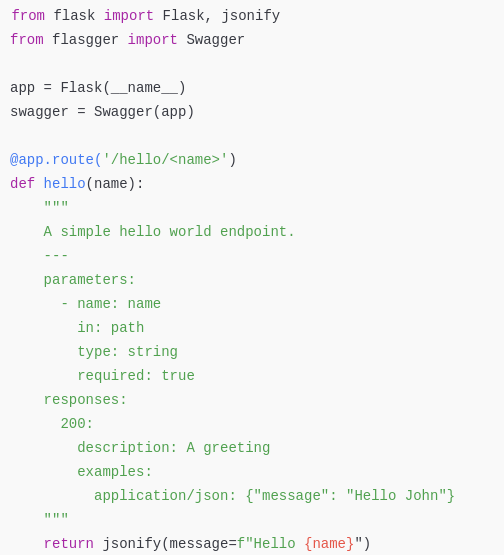 from flask import Flask, jsonify
from flasgger import Swagger

app = Flask(__name__)
swagger = Swagger(app)

@app.route('/hello/<name>')
def hello(name):
    """
    A simple hello world endpoint.
    ---
    parameters:
      - name: name
        in: path
        type: string
        required: true
    responses:
      200:
        description: A greeting
        examples:
          application/json: {"message": "Hello John"}
    """
    return jsonify(message=f"Hello {name}")